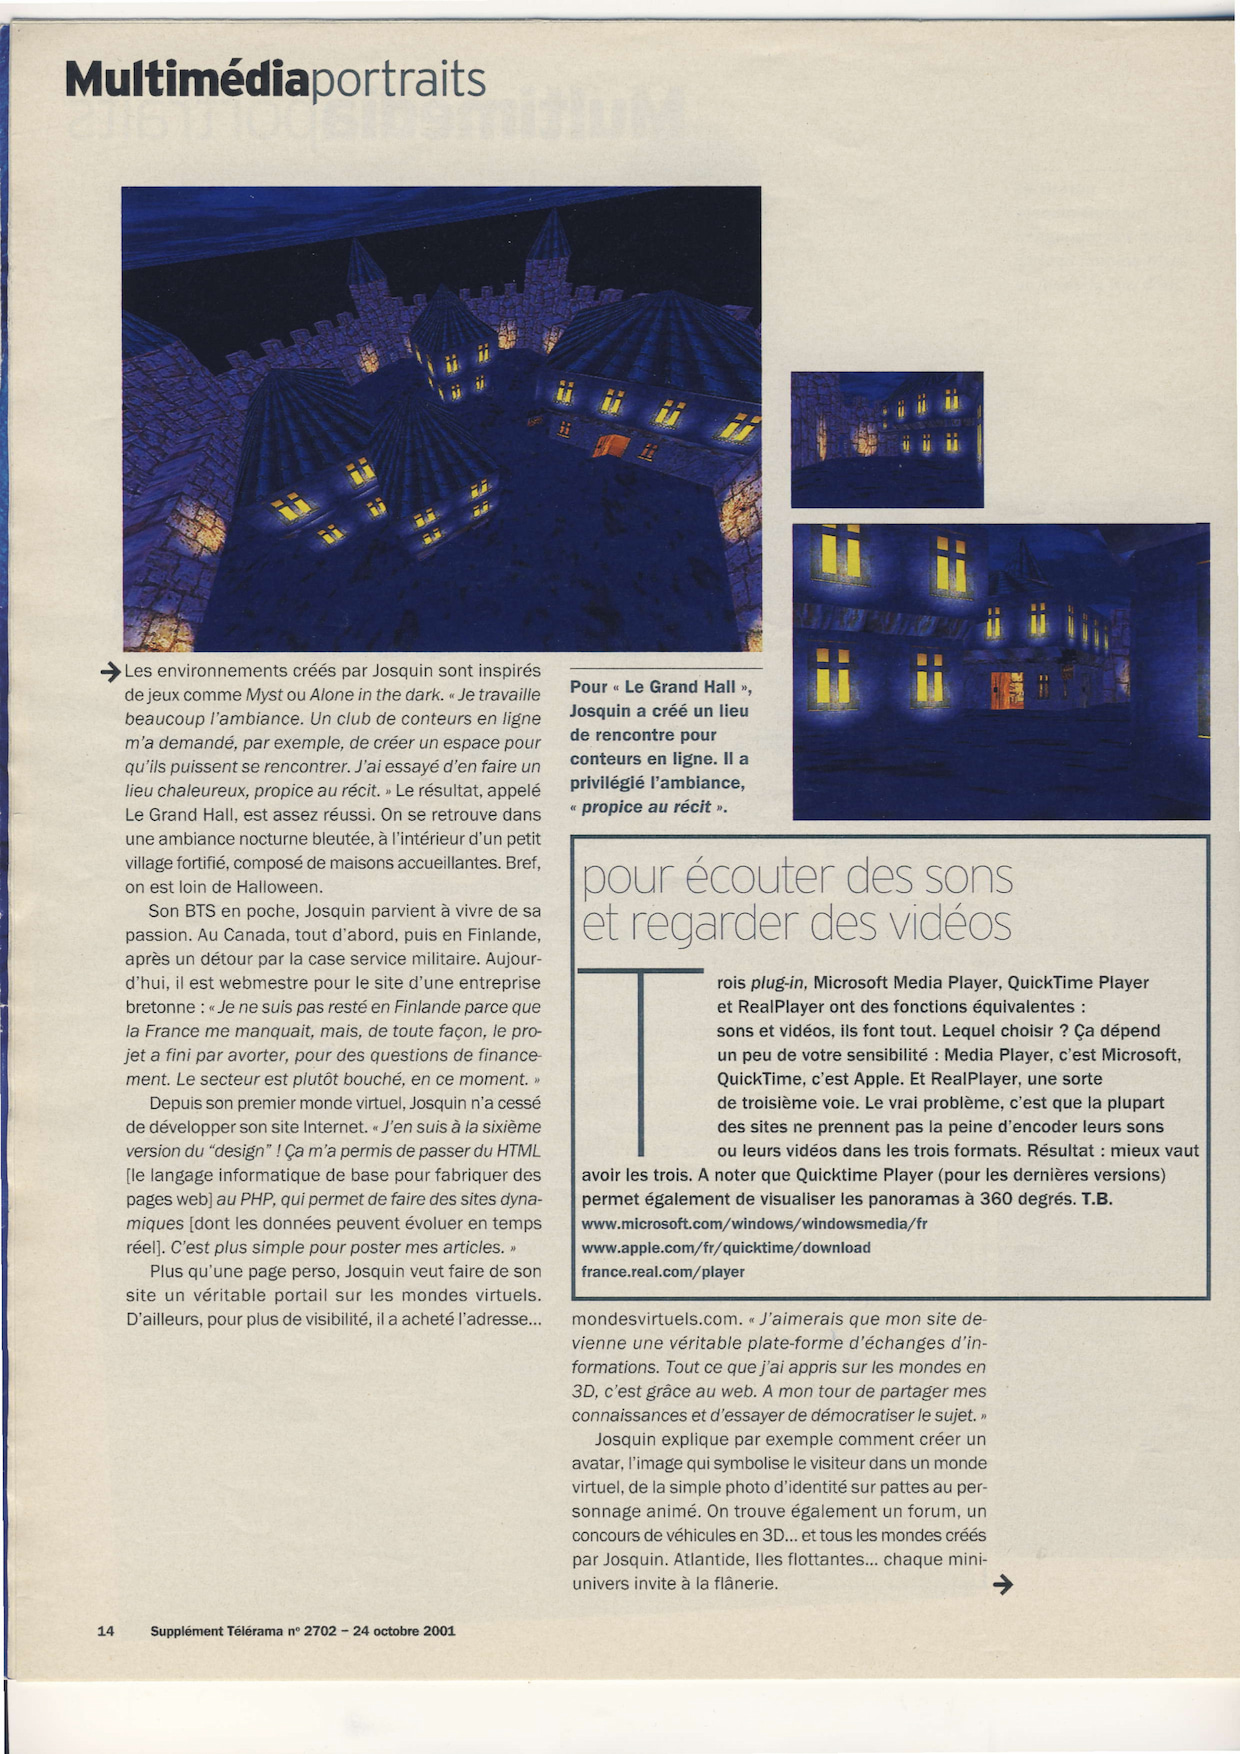 Multimédiaportraits
→ Les environnements créés par Josquin sont inspirés
de jeux comme Myst ou Alone in the dark. « Je travaille
beaucoup l'ambiance. Un club de conteurs en ligne
m'a demandé, par exemple, de créer un espace pour
qu'ils puissent se rencontrer. J'ai essayé d'en faire un
lieu chaleureux, propice au récit. » Le résultat, appelé
Le Grand Hall, est assez réussi. On se retrouve dans
une ambiance nocturne bleutée, à l'intérieur d'un petit
village fortifié, composé de maisons accueillantes. Bref,
on est loin de Halloween.
Son BTS en poche, Josquin parvient à vivre de sa
passion. Au Canada, tout d'abord, puis en Finlande,
après un détour par la case service militaire. Aujour-
d'hui, il est webmestre pour le site d'une entreprise
bretonne : « Je ne suis pas resté en Finlande parce que
la France me manquait, mais, de toute façon, le pro-
jet a fini par avorter, pour des questions de finance-
ment. Le secteur est plutôt bouché, en ce moment. »
Depuis son premier monde virtuel, Josquin n'a cessé
de développer son site Internet. « J'en suis à la sixième
version du "design" ! Ça m'a permis de passer du HTML
[le langage informatique de base pour fabriquer des
pages web] au PHP, qui permet de faire des sites dyna-
miques [dont les données peuvent évoluer en temps
réel]. C'est plus simple pour poster mes articles. »
Plus qu'une page perso, Josquin veut faire de son
site un véritable portail sur les mondes virtuels.
D'ailleurs, pour plus de visibilité, il a acheté l'adresse...
Pour « Le Grand Hall »,
Josquin a créé un lieu
de rencontre pour
conteurs en ligne. Il a
privilégié l'ambiance,
« propice au récit ».
pour écouter des sons
et regarder des vidéos
Trois plug-in, Microsoft Media Player, QuickTime Player
et RealPlayer ont des fonctions équivalentes :
sons et vidéos, ils font tout. Lequel choisir ? Ça dépend
un peu de votre sensibilité : Media Player, c'est Microsoft,
QuickTime, c'est Apple. Et RealPlayer, une sorte
de troisième voie. Le vrai problème, c'est que la plupart
des sites ne prennent pas la peine d'encoder leurs sons
ou leurs vidéos dans les trois formats. Résultat : mieux vaut
avoir les trois. A noter que Quicktime Player (pour les dernières versions)
permet également de visualiser les panoramas à 360 degrés. T.B.
www.microsoft.com/windows/windowsmedia/fr
www.apple.com/fr/quicktime/download
france.real.com/player
mondesvirtuels.com. « J'aimerais que mon site de-
vienne une véritable plate-forme d'échanges d'in-
formations. Tout ce que j'ai appris sur les mondes en
3D, c'est grâce au web. A mon tour de partager mes
connaissances et d'essayer de démocratiser le sujet. »
Josquin explique par exemple comment créer un
avatar, l'image qui symbolise le visiteur dans un monde
virtuel, de la simple photo d'identité sur pattes au per-
sonnage animé. On trouve également un forum, un
concours de véhicules en 3D... et tous les mondes créés
par Josquin. Atlantide, Iles flottantes... chaque mini-
univers invite à la flânerie. →
14 Supplément Télérama n° 2702 – 24 octobre 2001